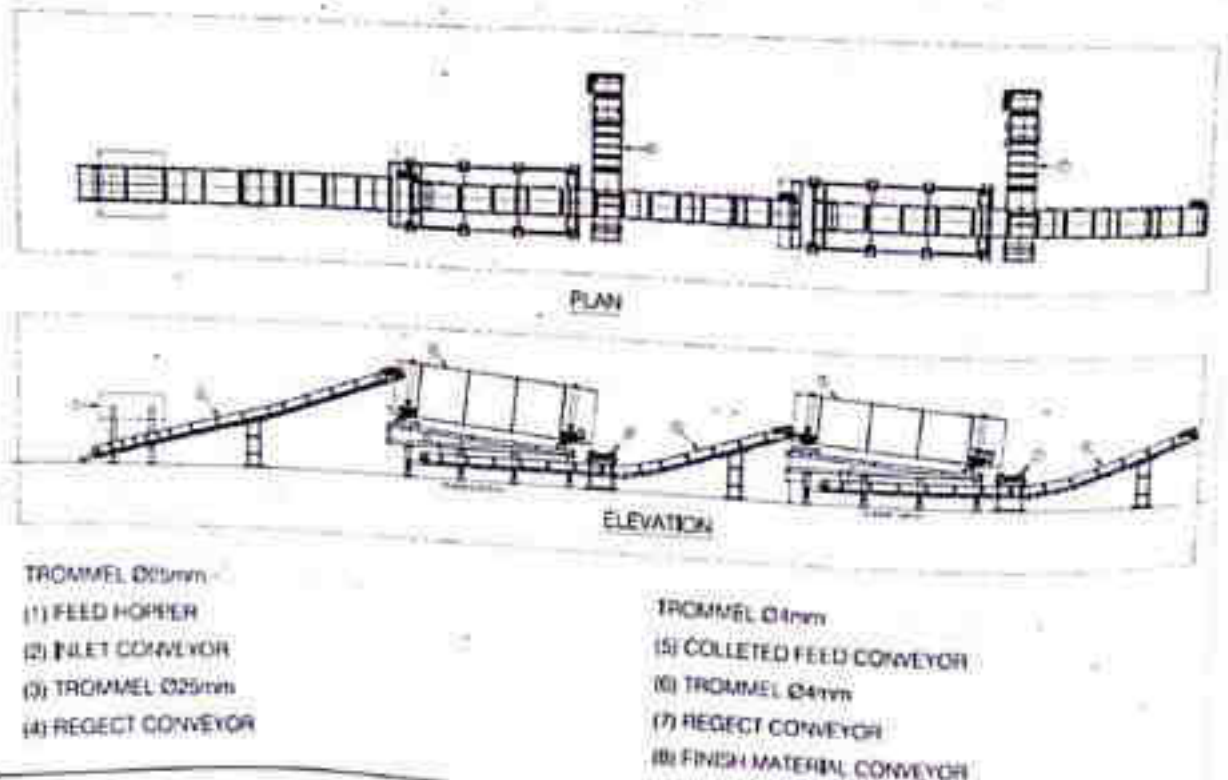 PLAN
ELEVATION
TROMMEL Ø25mm
(1) FEED HOPPER
(2) INLET CONVEYOR
(3) TROMMEL Ø25mm
(4) REGECT CONVEYOR
TROMMEL Ø4mm
(5) COLLETED FEED CONVEYOR
(6) TROMMEL Ø4mm
(7) REGECT CONVEYOR
(8) FINISH MATERIAL CONVEYOR